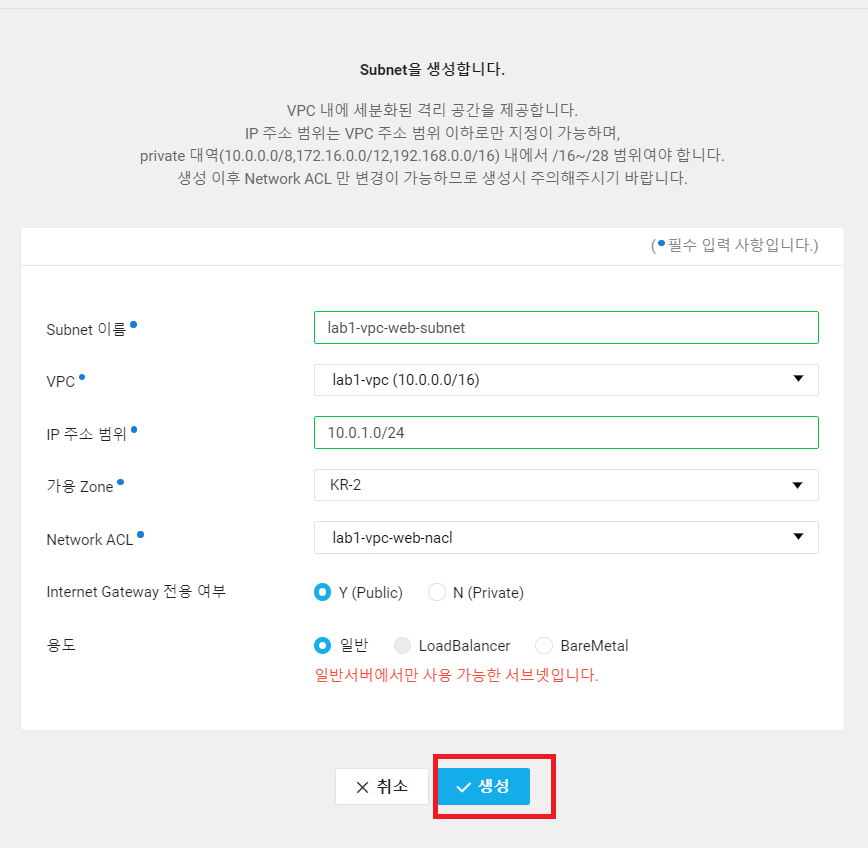 Subnet을 생성합니다.
VPC 내에 세분화된 격리 공간을 제공합니다.
IP 주소 범위는 VPC 주소 범위 이하로만 지정이 가능하며,
private 대역(10.0.0.0/8,172.16.0.0/12,192.168.0.0/16) 내에서 /16~/28 범위여야 합니다.
생성 이후 Network ACL 만 변경이 가능하므로 생성시 주의해주시기 바랍니다.
(•필수 입력 사항입니다.)
Subnet 이름• lab1-vpc-web-subnet
VPC• lab1-vpc (10.0.0.0/16)
IP 주소 범위• 10.0.1.0/24
가용 Zone• KR-2
Network ACL• lab1-vpc-web-nacl
Internet Gateway 전용 여부 Y (Public) N (Private)
용도 일반 LoadBalancer BareMetal
일반서버에서만 사용 가능한 서브넷입니다.
취소 생성